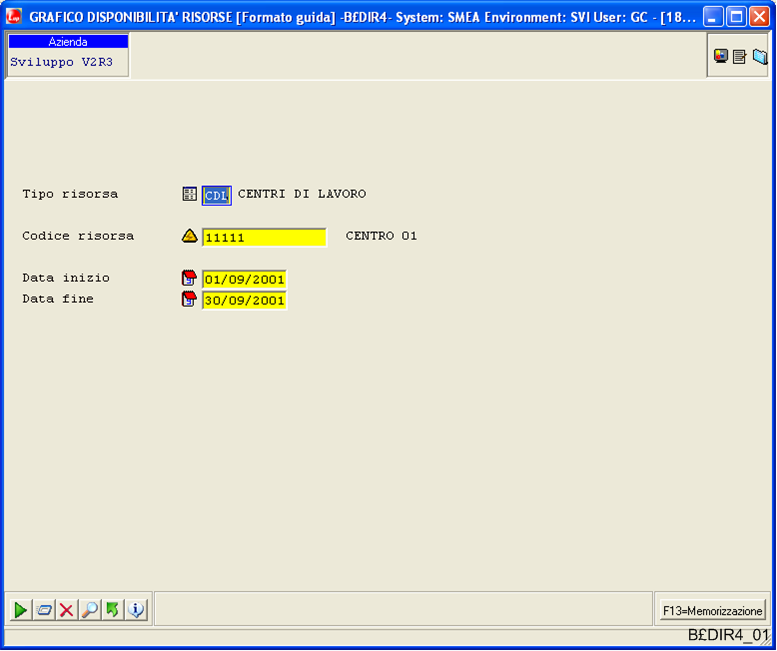 GRAFICO DISPONIBILITA' RISORSE [Formato guida] -B£DIR4- System: SMEA Environment: SVI User: GC - [18...
Azienda
Sviluppo V2R3
Tipo risorsa CDL CENTRI DI LAVORO
Codice risorsa 11111 CENTRO 01
Data inizio 01/09/2001
Data fine 30/09/2001
F13=Memorizzazione
B£DIR4_01